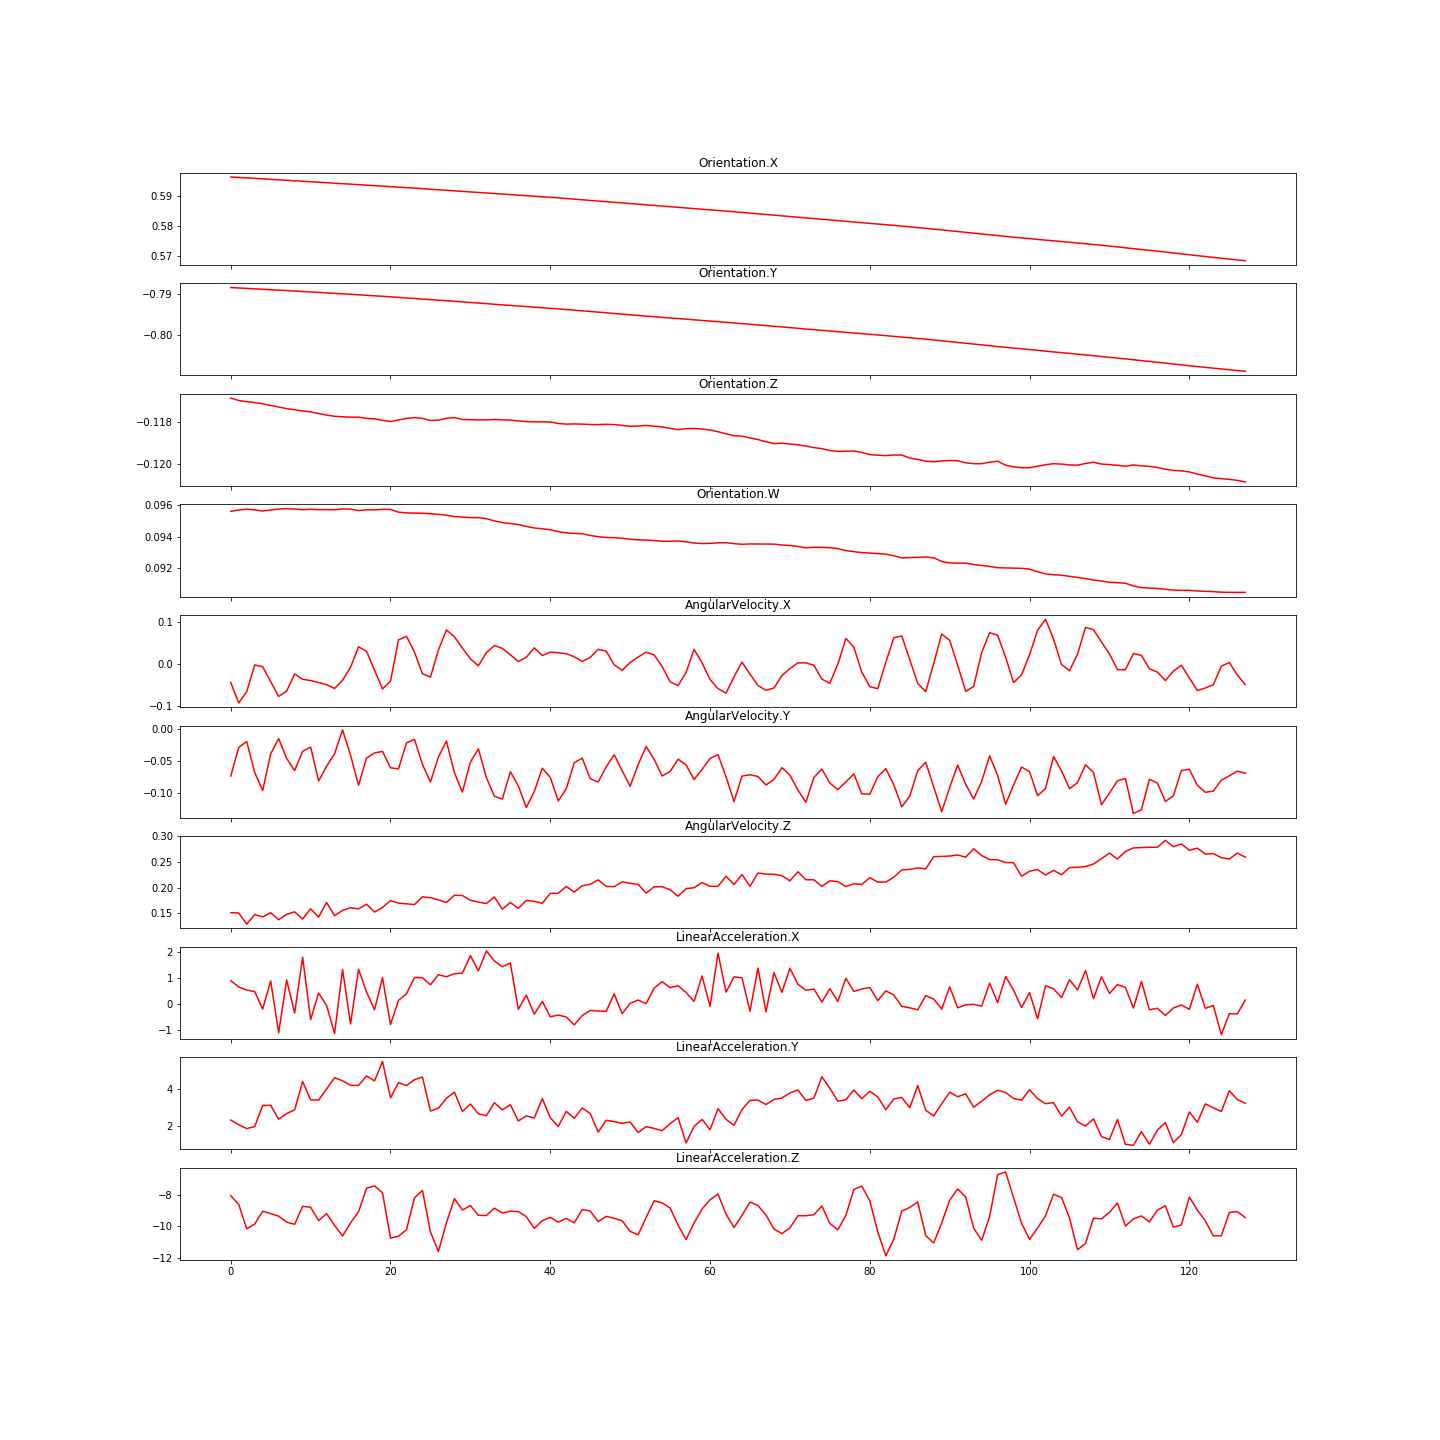 Orientation.X
0.59
0.58
0.57
Orientation.Y
−0.79
−0.80
Orientation.Z
−0.118
−0.120
Orientation.W
0.096
0.094
0.092
AngularVelocity.X
0.1
0.0
−0.1
AngularVelocity.Y
0.00
−0.05
−0.10
AngularVelocity.Z
0.30
0.25
0.20
0.15
LinearAcceleration.X
2
1
0
−1
LinearAcceleration.Y
4
2
LinearAcceleration.Z
−8
−10
−12
0 20 40 60 80 100 120